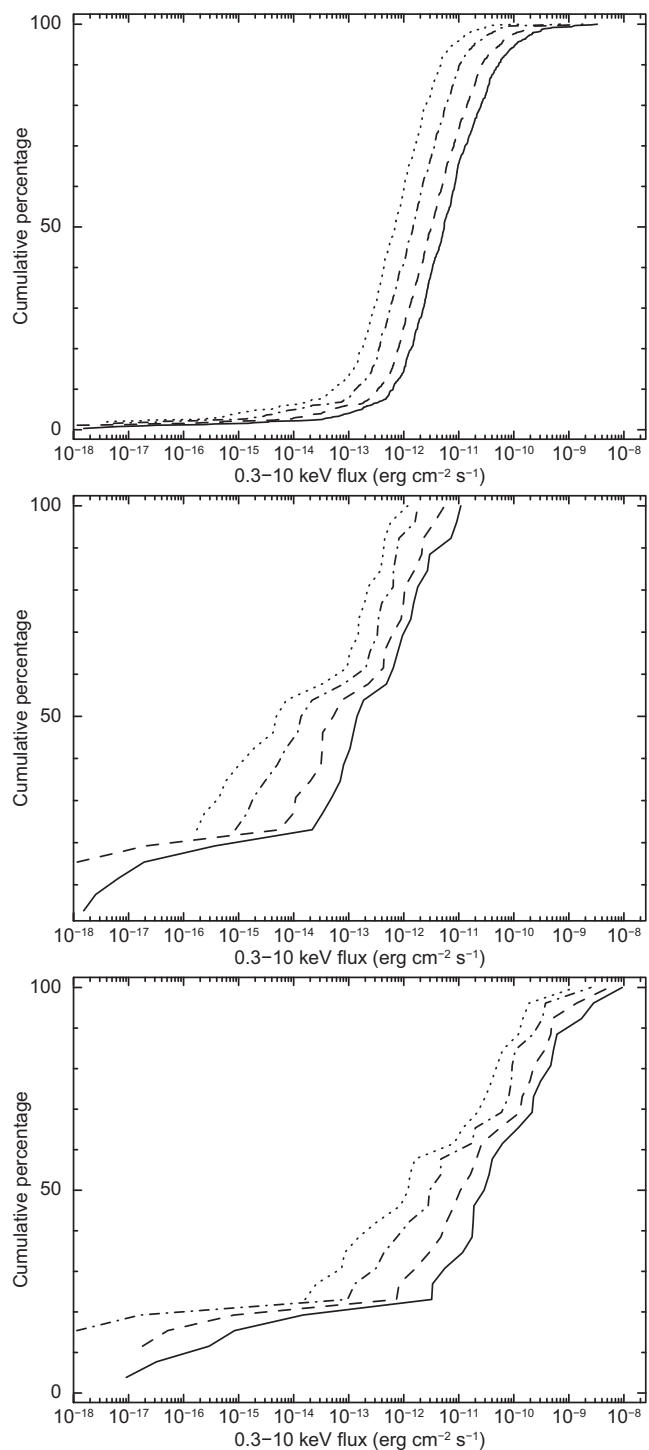 100
50
0
Cumulative percentage
10⁻¹⁸ 10⁻¹⁷ 10⁻¹⁶ 10⁻¹⁵ 10⁻¹⁴ 10⁻¹³ 10⁻¹² 10⁻¹¹ 10⁻¹⁰ 10⁻⁹ 10⁻⁸
0.3−10 keV flux (erg cm⁻² s⁻¹)
100
50
Cumulative percentage
10⁻¹⁸ 10⁻¹⁷ 10⁻¹⁶ 10⁻¹⁵ 10⁻¹⁴ 10⁻¹³ 10⁻¹² 10⁻¹¹ 10⁻¹⁰ 10⁻⁹ 10⁻⁸
0.3−10 keV flux (erg cm⁻² s⁻¹)
100
50
0
Cumulative percentage
10⁻¹⁸ 10⁻¹⁷ 10⁻¹⁶ 10⁻¹⁵ 10⁻¹⁴ 10⁻¹³ 10⁻¹² 10⁻¹¹ 10⁻¹⁰ 10⁻⁹ 10⁻⁸
0.3−10 keV flux (erg cm⁻² s⁻¹)